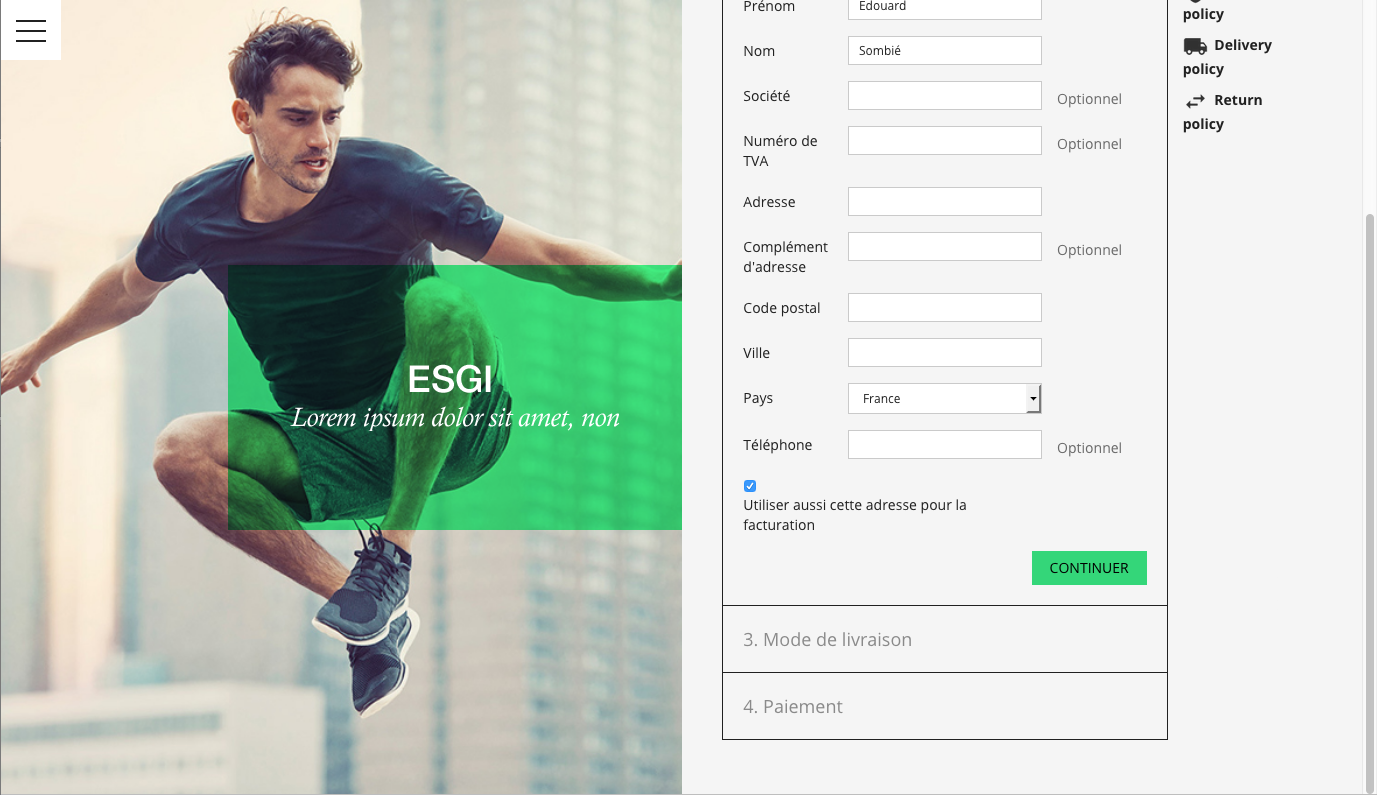 ESGI
Lorem ipsum dolor sit amet, non
Prénom
Edouard
Nom
Sombié
Société
Optionnel
Numéro de
TVA
Optionnel
Adresse
Complément
d'adresse
Optionnel
Code postal
Ville
Pays
France
Téléphone
Optionnel
Utiliser aussi cette adresse pour la
facturation
CONTINUER
3. Mode de livraison
4. Paiement
policy
Delivery
policy
Return
policy